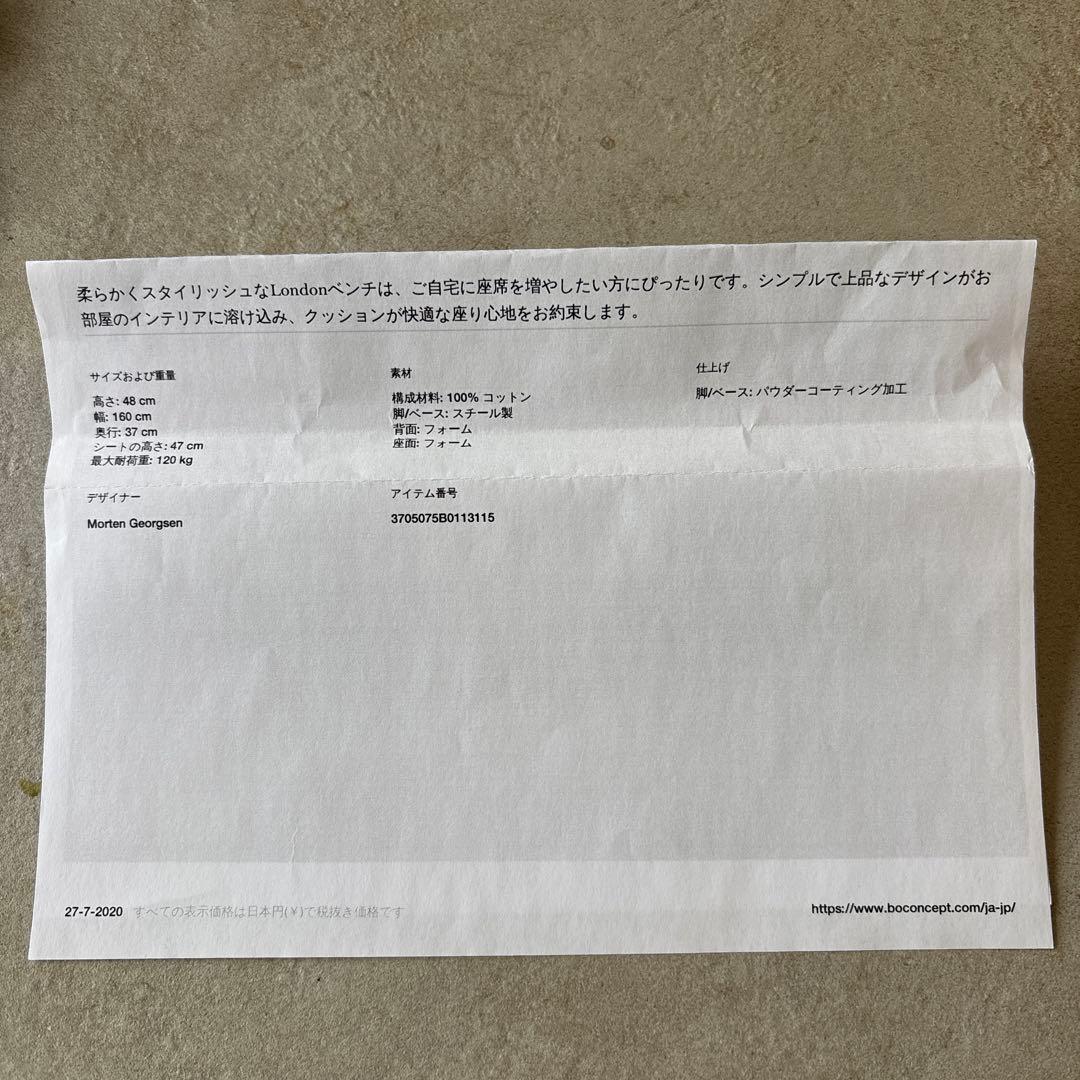 柔らかくスタイリッシュなLondonベンチは、ご自宅に座席を増やしたい方にぴったりです。シンプルで上品なデザインがお
部屋のインテリアに溶け込み、クッションが快適な座り心地をお約束します。
サイズおよび重量
高さ: 48 cm
幅: 160 cm
奥行: 37 cm
シートの高さ: 47 cm
最大耐荷重: 120 kg
素材
構成材料: 100% コットン
脚/ベース: スチール製
背面: フォーム
座面: フォーム
仕上げ
脚/ベース: パウダーコーティング加工
デザイナー
Morten Georgsen
アイテム番号
3705075B0113115
27-7-2020 すべての表示価格は日本円(￥)で税抜き価格です
https://www.boconcept.com/ja-jp/